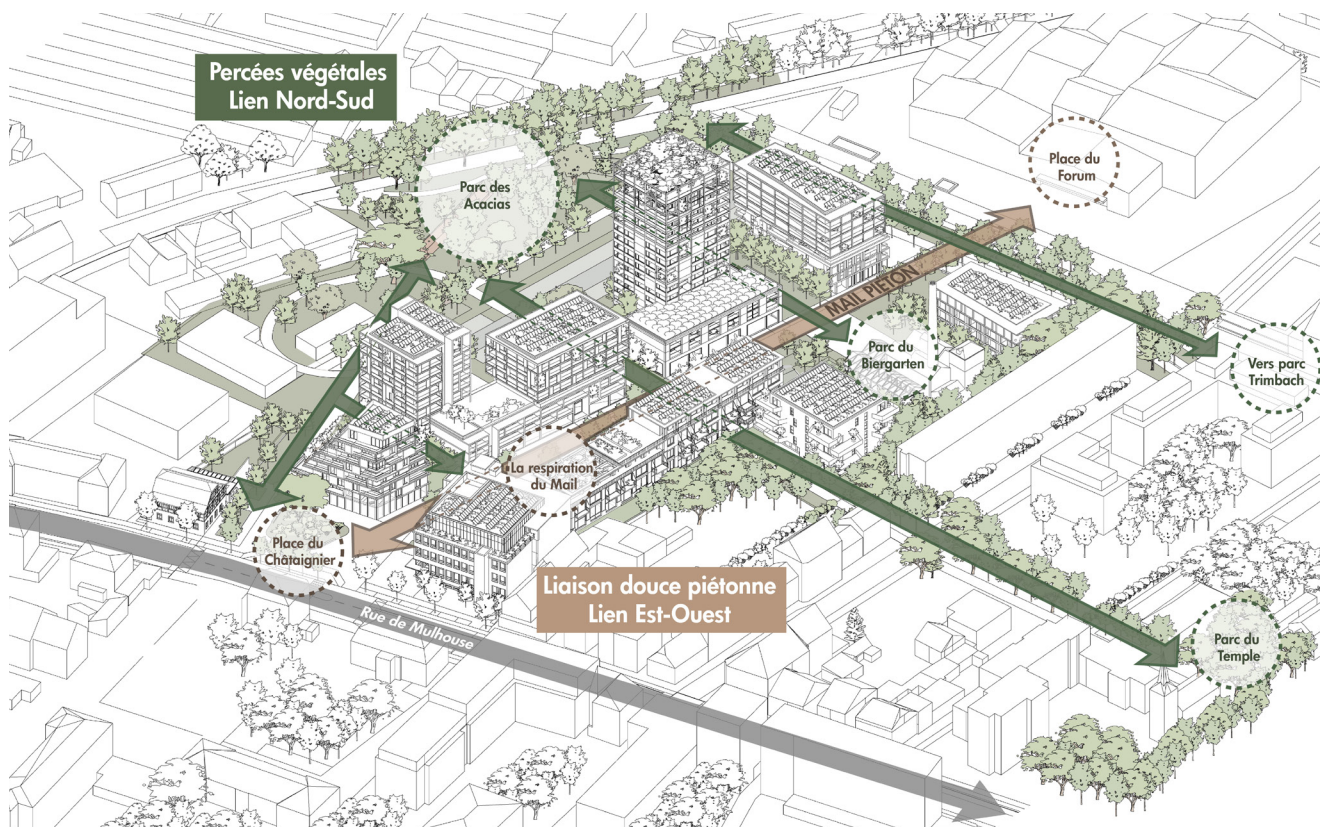 Percées végétales
Lien Nord-Sud
Parc des
Acacias
Place du
Forum
MAIL PIÉTON
Parc du
Biergarten
Vers parc
Trimbach
La respiration
du Mail
Place du
Châtaignier
Liaison douce piétonne
Lien Est-Ouest
Rue de Mulhouse
Parc du
Temple